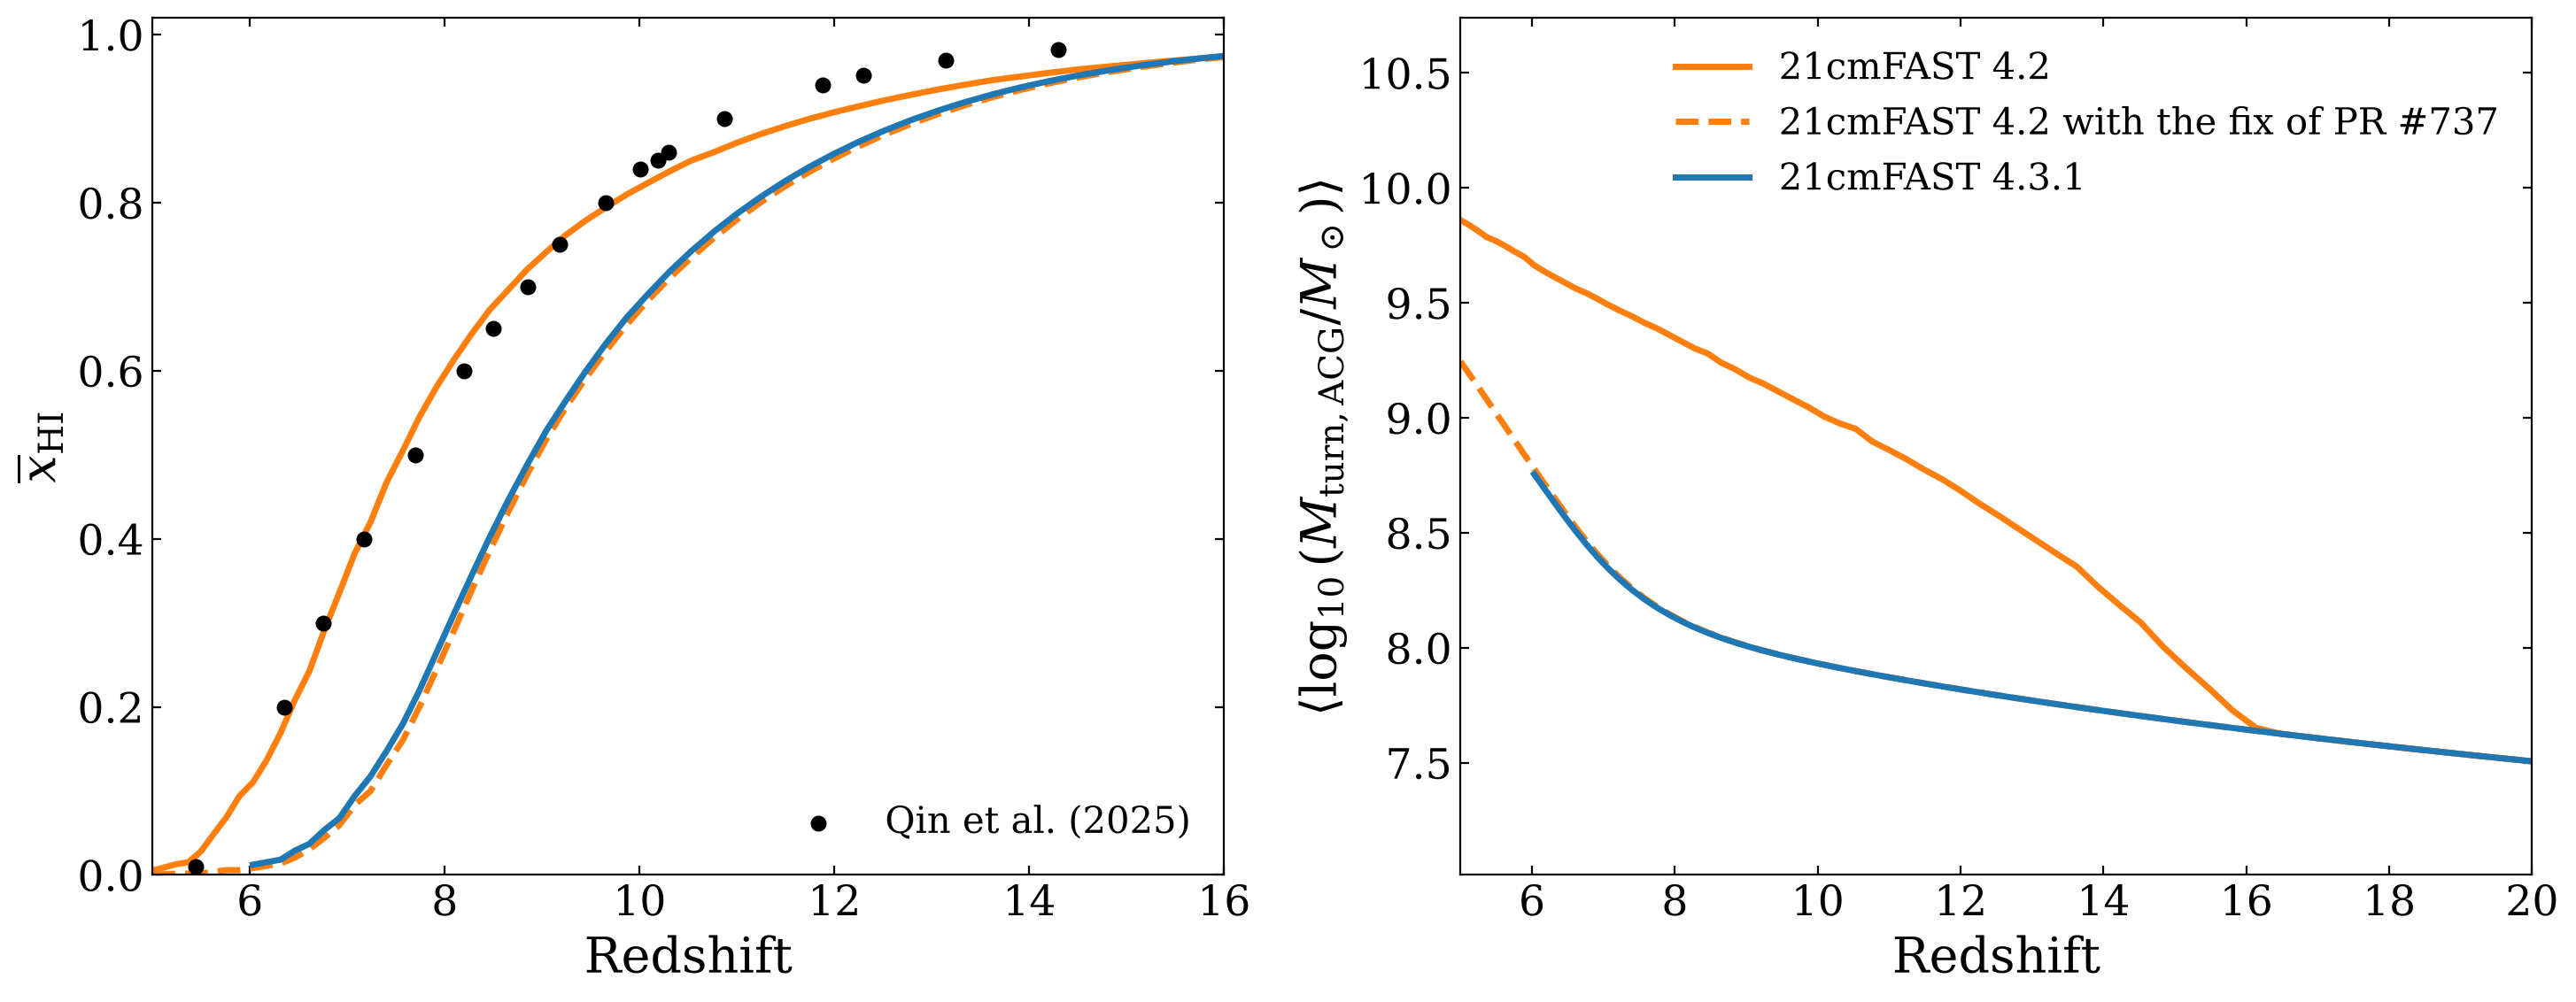 1.0
0.8
0.6
0.4
0.2
0.0
x̄HI
6 8 10 12 14 16
Redshift
Qin et al. (2025)
10.5
10.0
9.5
9.0
8.5
8.0
7.5
⟨log₁₀(M_turn, ACG/M⊙)⟩
21cmFAST 4.2
21cmFAST 4.2 with the fix of PR #737
21cmFAST 4.3.1
6 8 10 12 14 16 18 20
Redshift